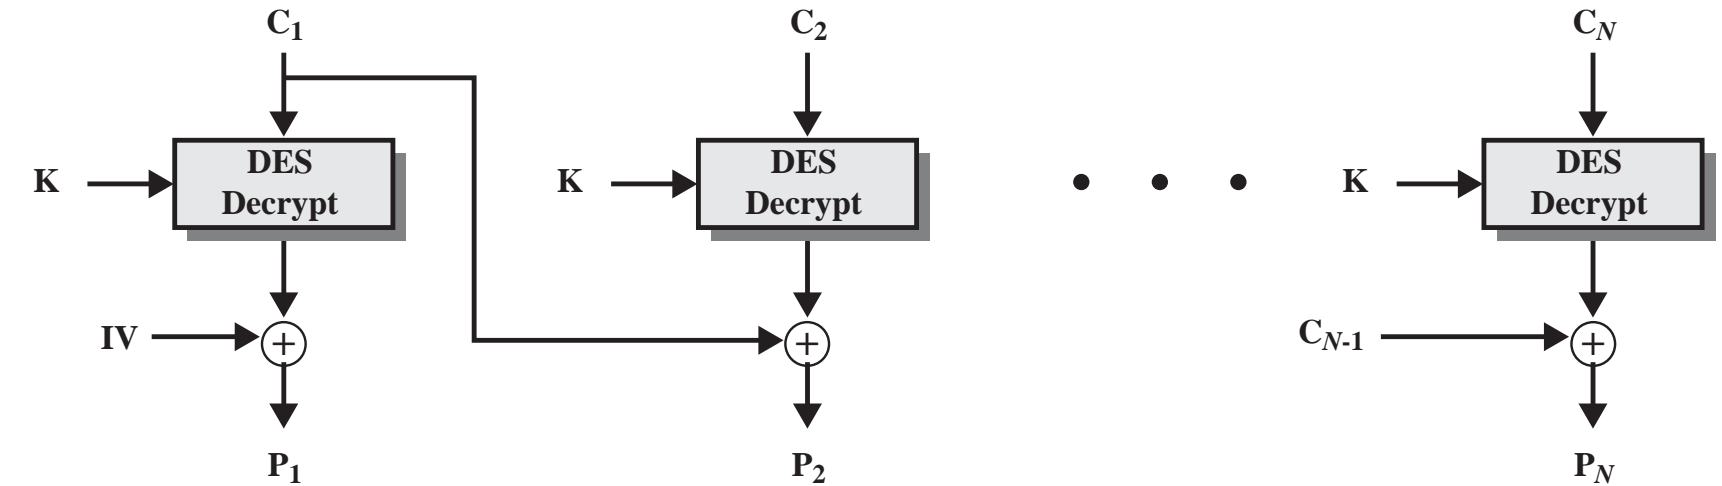 C1
C2
CN
K
DES
Decrypt
K
DES
Decrypt
K
DES
Decrypt
IV
CN-1
P1
P2
PN